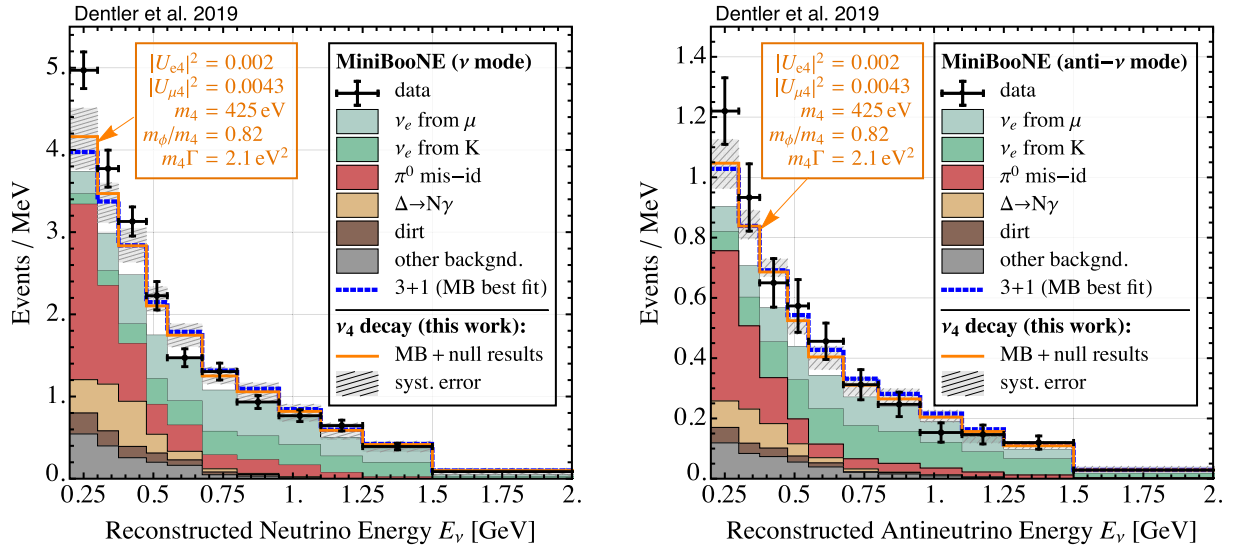 Dentler et al. 2019
|U_e4|² = 0.002
|U_μ4|² = 0.0043
m_4 = 425 eV
m_ϕ/m_4 = 0.82
m_4 Γ = 2.1 eV²
MiniBooNE (ν mode)
data
ν_e from μ
ν_e from K
π⁰ mis−id
Δ→Nγ
dirt
other backgnd.
3+1 (MB best fit)
ν_4 decay (this work):
MB + null results
syst. error
Events / MeV
5.
4.
3.
2.
1.
0.
0.25 0.5 0.75 1. 1.25 1.5 1.75 2.
Reconstructed Neutrino Energy E_ν [GeV]
Dentler et al. 2019
|U_e4|² = 0.002
|U_μ4|² = 0.0043
m_4 = 425 eV
m_ϕ/m_4 = 0.82
m_4 Γ = 2.1 eV²
MiniBooNE (anti−ν mode)
data
ν_e from μ
ν_e from K
π⁰ mis−id
Δ→Nγ
dirt
other backgnd.
3+1 (MB best fit)
ν_4 decay (this work):
MB + null results
syst. error
Events / MeV
1.4
1.2
1.0
0.8
0.6
0.4
0.2
0.
0.25 0.5 0.75 1. 1.25 1.5 1.75 2.
Reconstructed Antineutrino Energy E_ν [GeV]